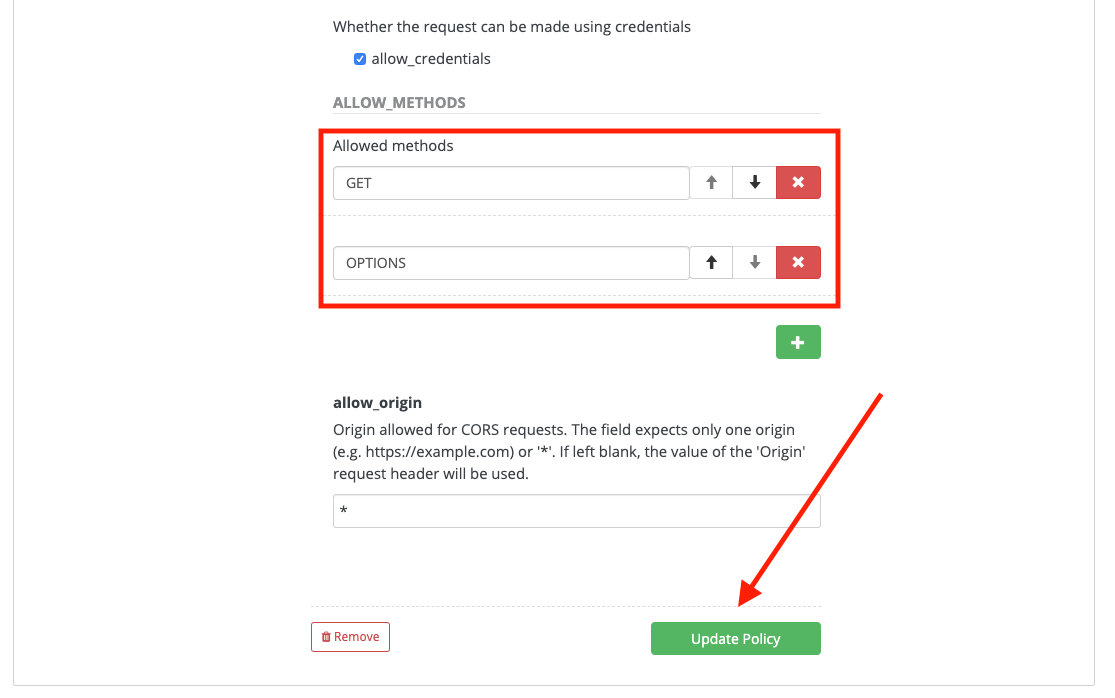 Whether the request can be made using credentials
allow_credentials
ALLOW_METHODS
Allowed methods
GET
OPTIONS
allow_origin
Origin allowed for CORS requests. The field expects only one origin
(e.g. https://example.com) or '*'. If left blank, the value of the 'Origin'
request header will be used.
*
Remove
Update Policy